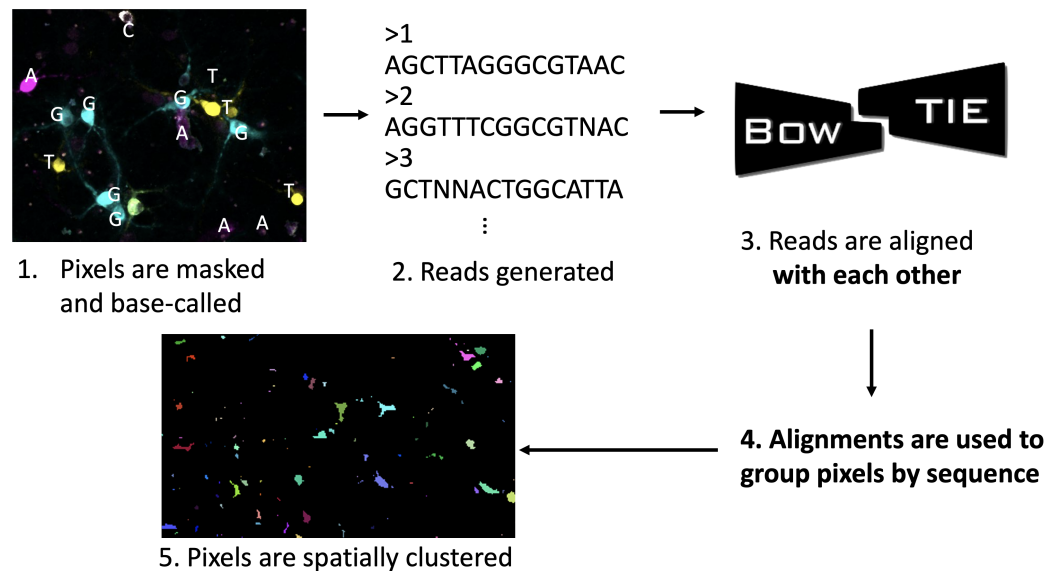 C
A
T
G
G
G
T
A
G
T
G
G
T
A
A
1. Pixels are masked
and base-called
>1
AGCTTAGGGCGTAAC
>2
AGGTTTCGGCGTNAC
>3
GCTNNACTGGCATTA
⋮
2. Reads generated
BOW
TIE
3. Reads are aligned
with each other
4. Alignments are used to
group pixels by sequence
5. Pixels are spatially clustered